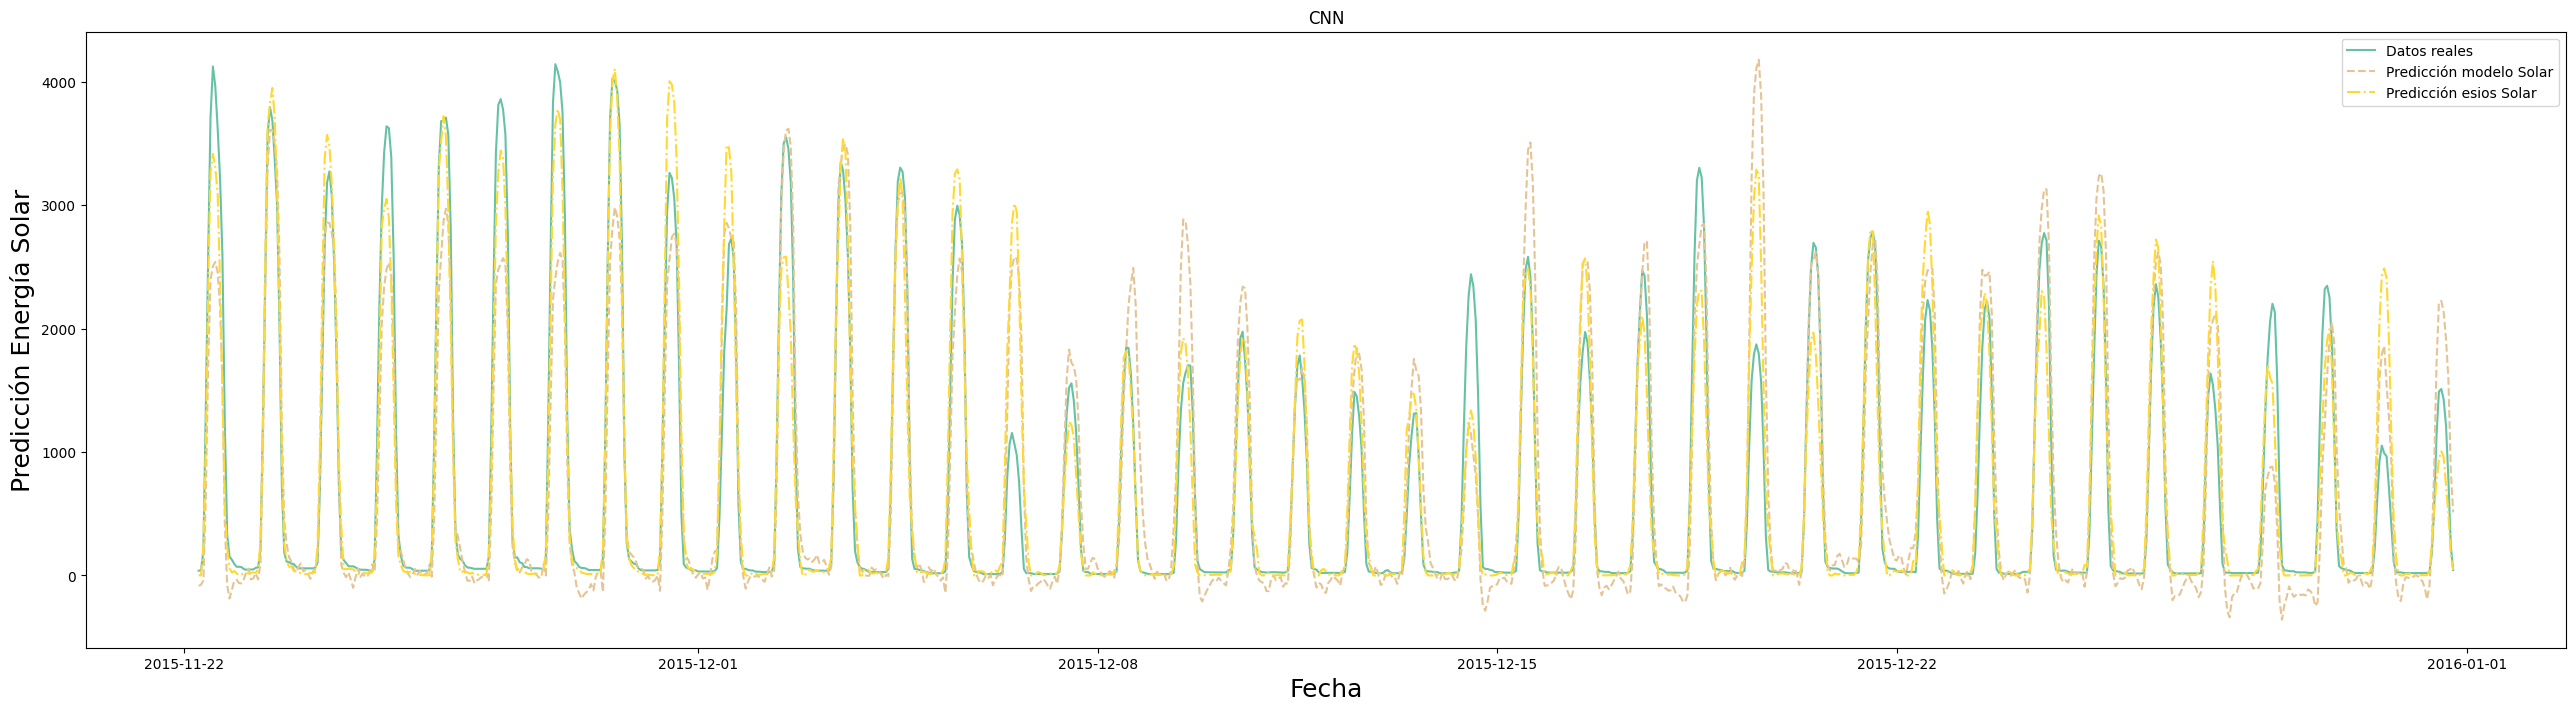 CNN
Datos reales
Predicción modelo Solar
Predicción esios Solar
Predicción Energía Solar
4000
3000
2000
1000
0
2015-11-22
2015-12-01
2015-12-08
2015-12-15
2015-12-22
2016-01-01
Fecha